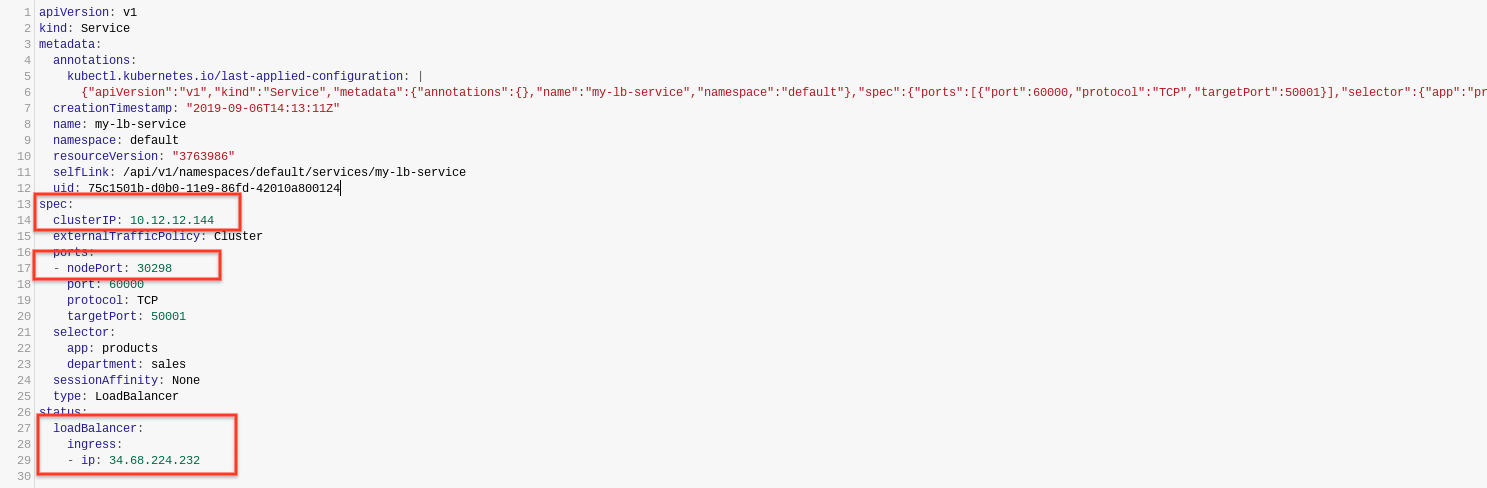 1 apiVersion: v1
2 kind: Service
3 metadata:
4   annotations:
5     kubectl.kubernetes.io/last-applied-configuration: |
6       {"apiVersion":"v1","kind":"Service","metadata":{"annotations":{},"name":"my-lb-service","namespace":"default"},"spec":{"ports":[{"port":60000,"protocol":"TCP","targetPort":50001}],"selector":{"app":"pr
7   creationTimestamp: "2019-09-06T14:13:11Z"
8   name: my-lb-service
9   namespace: default
10   resourceVersion: "3763986"
11   selfLink: /api/v1/namespaces/default/services/my-lb-service
12   uid: 75c1501b-d0b0-11e9-86fd-42010a800124
13 spec:
14   clusterIP: 10.12.12.144
15   externalTrafficPolicy: Cluster
16   ports:
17   - nodePort: 30298
18     port: 60000
19     protocol: TCP
20     targetPort: 50001
21   selector:
22     app: products
23     department: sales
24   sessionAffinity: None
25   type: LoadBalancer
26 status:
27   loadBalancer:
28     ingress:
29     - ip: 34.68.224.232
30